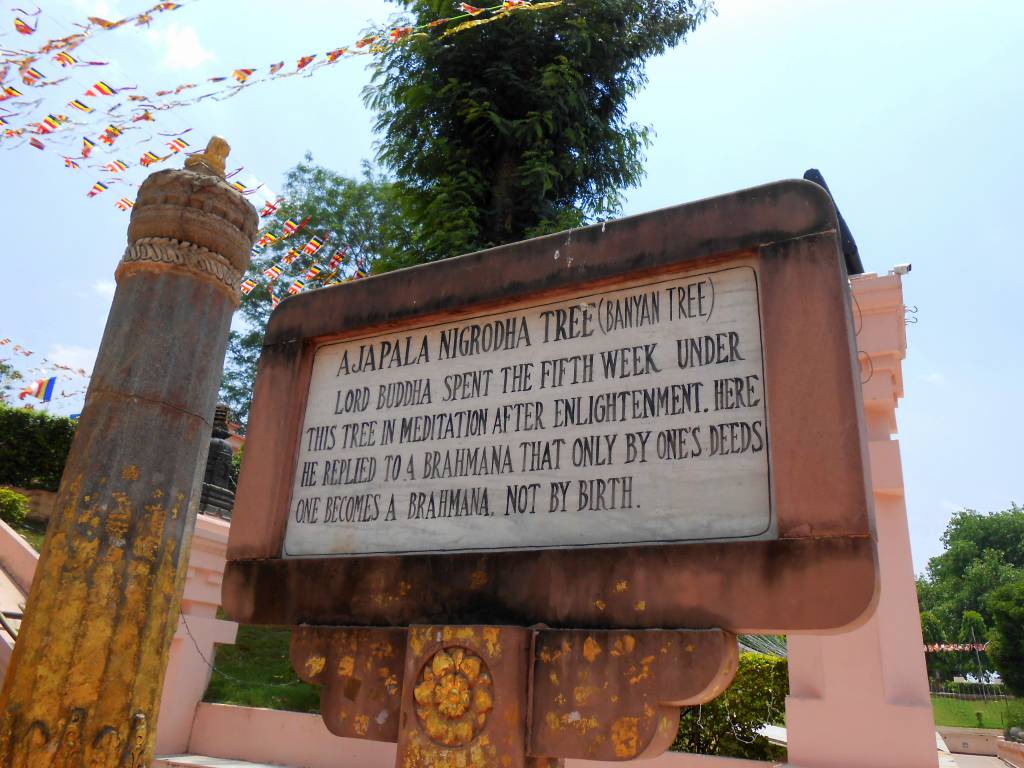 AJAPALA NIGRODHA TREE (BANYAN TREE)
LORD BUDDHA SPENT THE FIFTH WEEK UNDER
THIS TREE IN MEDITATION AFTER ENLIGHTENMENT. HERE
HE REPLIED TO A BRAHMANA THAT ONLY BY ONE'S DEEDS
ONE BECOMES A BRAHMANA, NOT BY BIRTH.